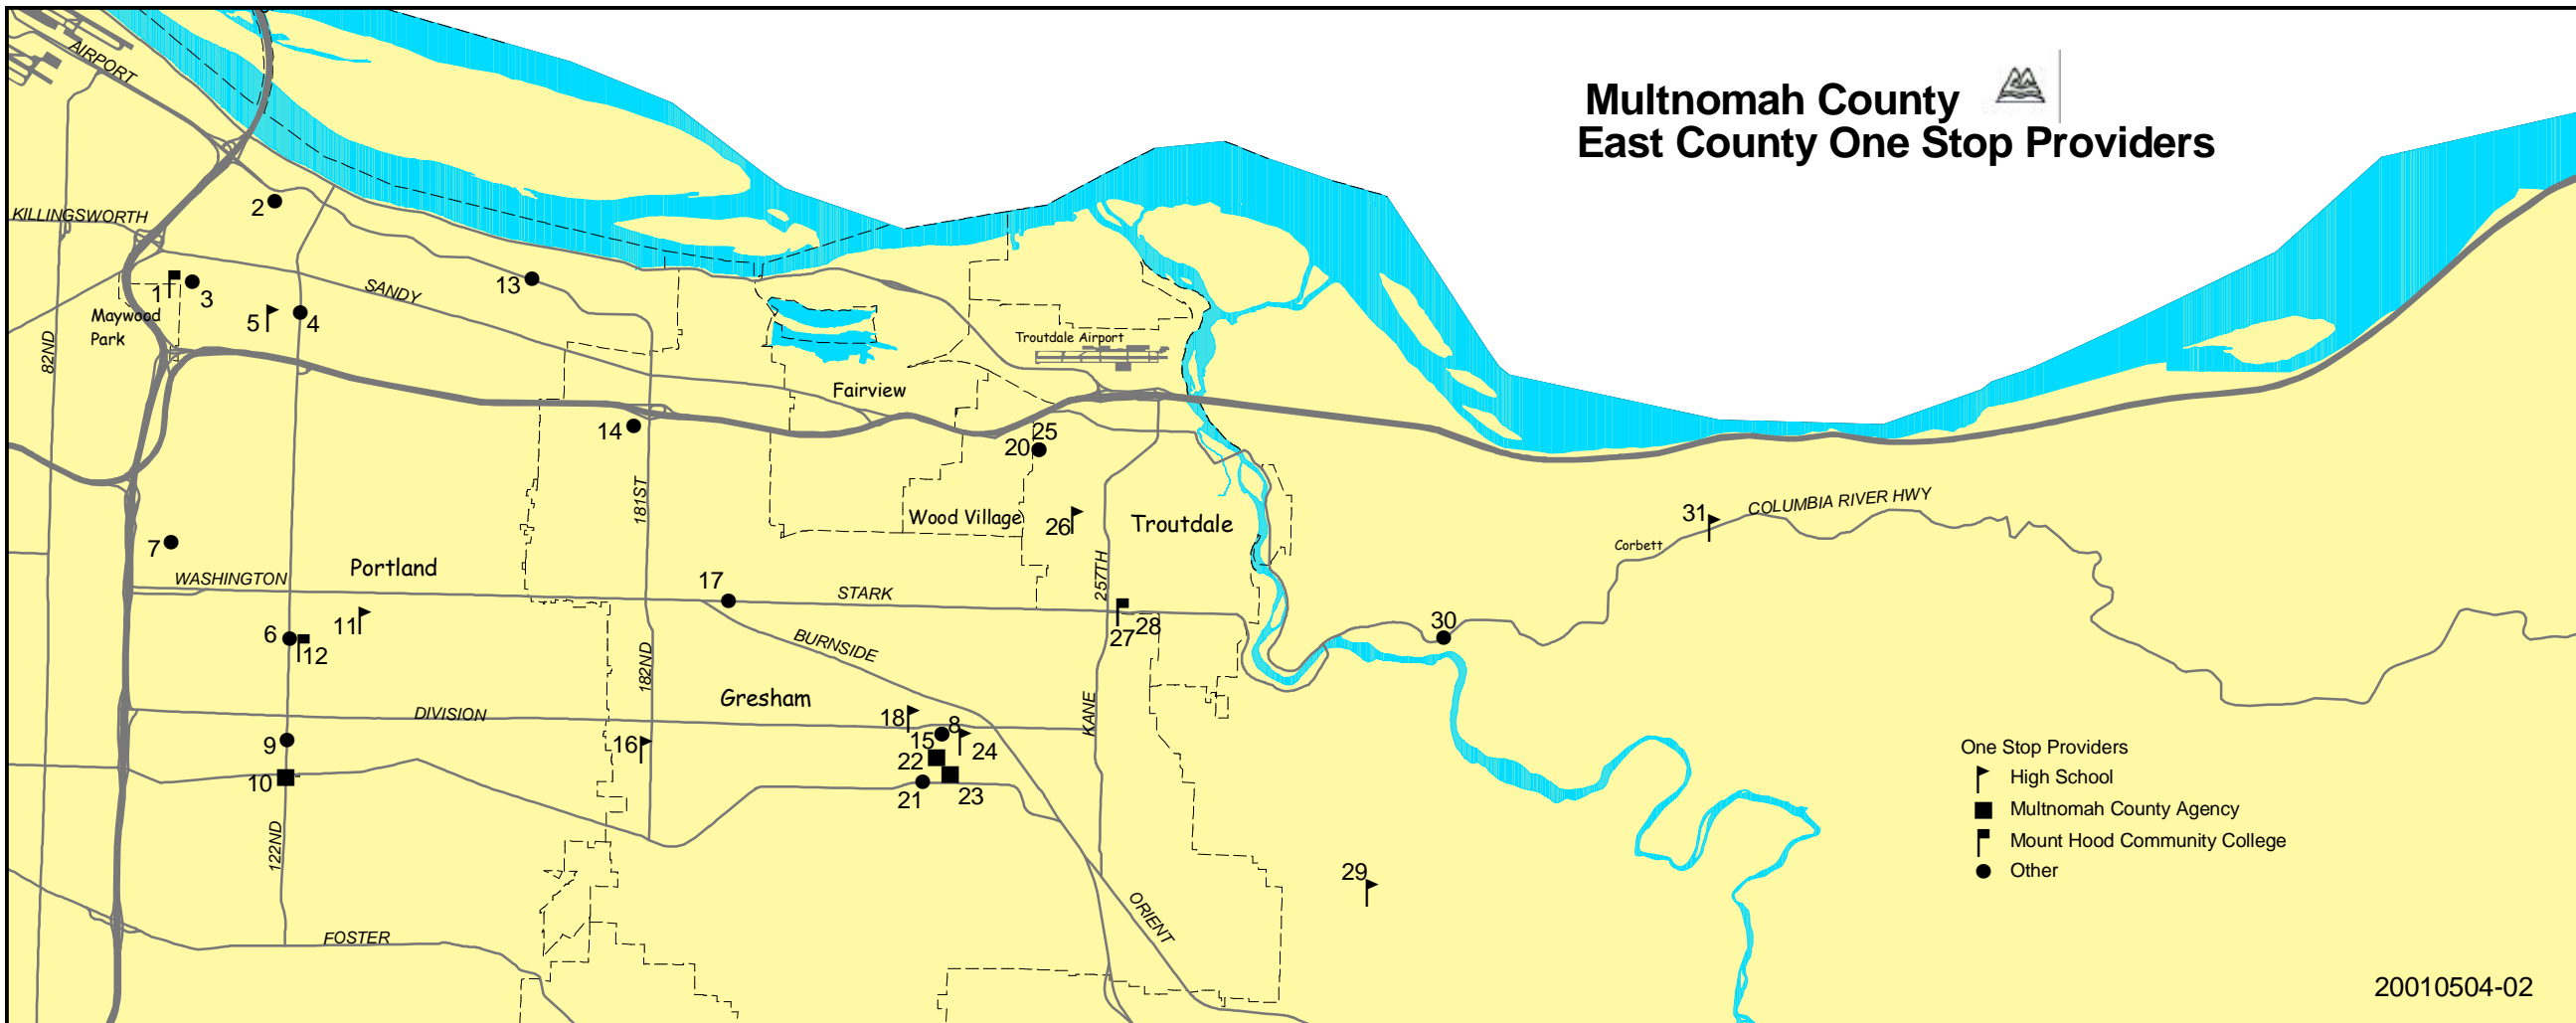 Multnomah County
East County One Stop Providers
AIRPORT
KILLINGSWORTH
2
1
3
Maywood
Park
5
4
SANDY
13
82ND
Troutdale Airport
Fairview
14
25
20
181ST
Wood Village
26
Troutdale
31
COLUMBIA RIVER HWY
Corbett
7
WASHINGTON
Portland
17
STARK
257TH
6
11
12
BURNSIDE
27
28
30
182ND
Gresham
DIVISION
KANE
18
8
15
24
16
22
9
10
21
23
122ND
29
ORIENT
FOSTER
One Stop Providers
High School
Multnomah County Agency
Mount Hood Community College
Other
20010504-02